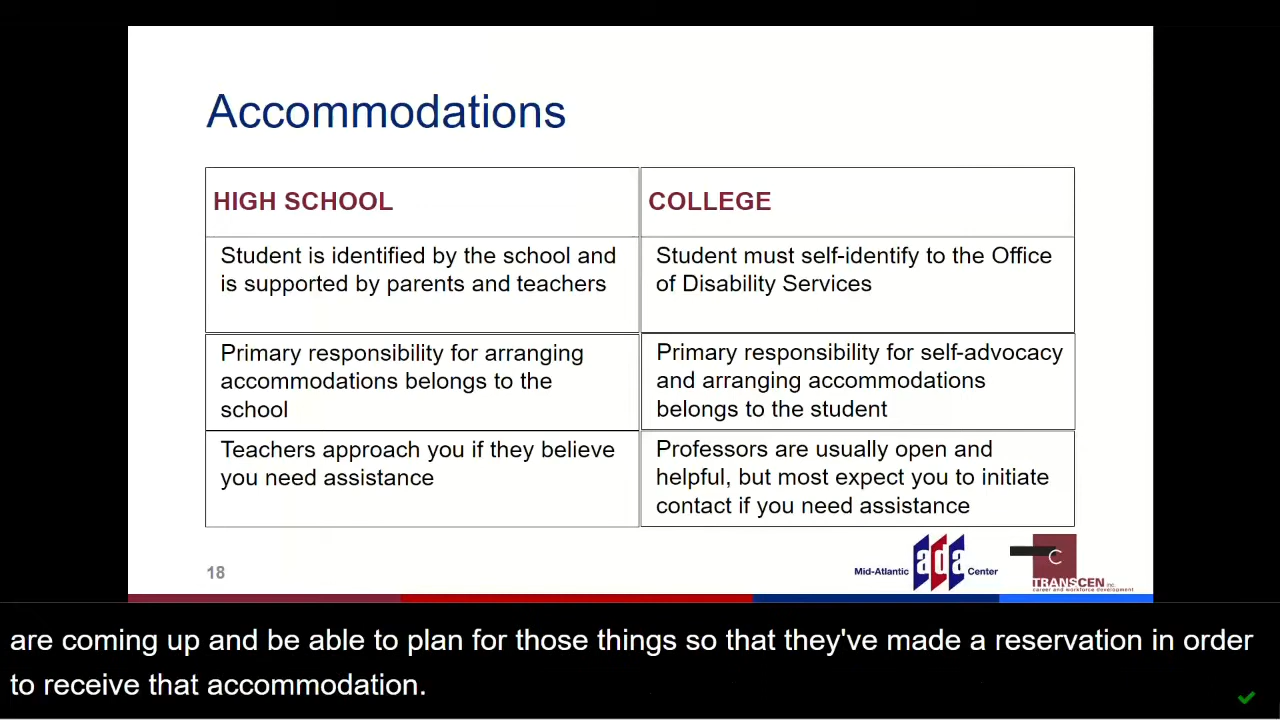 Accommodations
HIGH SCHOOL
COLLEGE
Student is identified by the school and
is supported by parents and teachers
Student must self-identify to the Office
of Disability Services
Primary responsibility for arranging
accommodations belongs to the
school
Primary responsibility for self-advocacy
and arranging accommodations
belongs to the student
Teachers approach you if they believe
you need assistance
Professors are usually open and
helpful, but most expect you to initiate
contact if you need assistance
18
Mid-Atlantic ada Center
C
TRANSCEN inc.
career and workforce development
are coming up and be able to plan for those things so that they've made a reservation in order
to receive that accommodation.